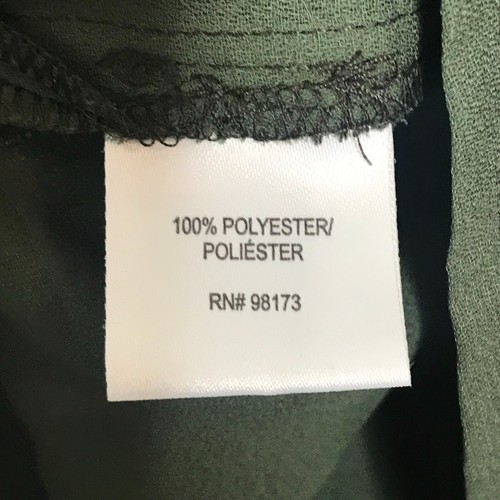 100% POLYESTER/
POLIÉSTER
RN# 98173